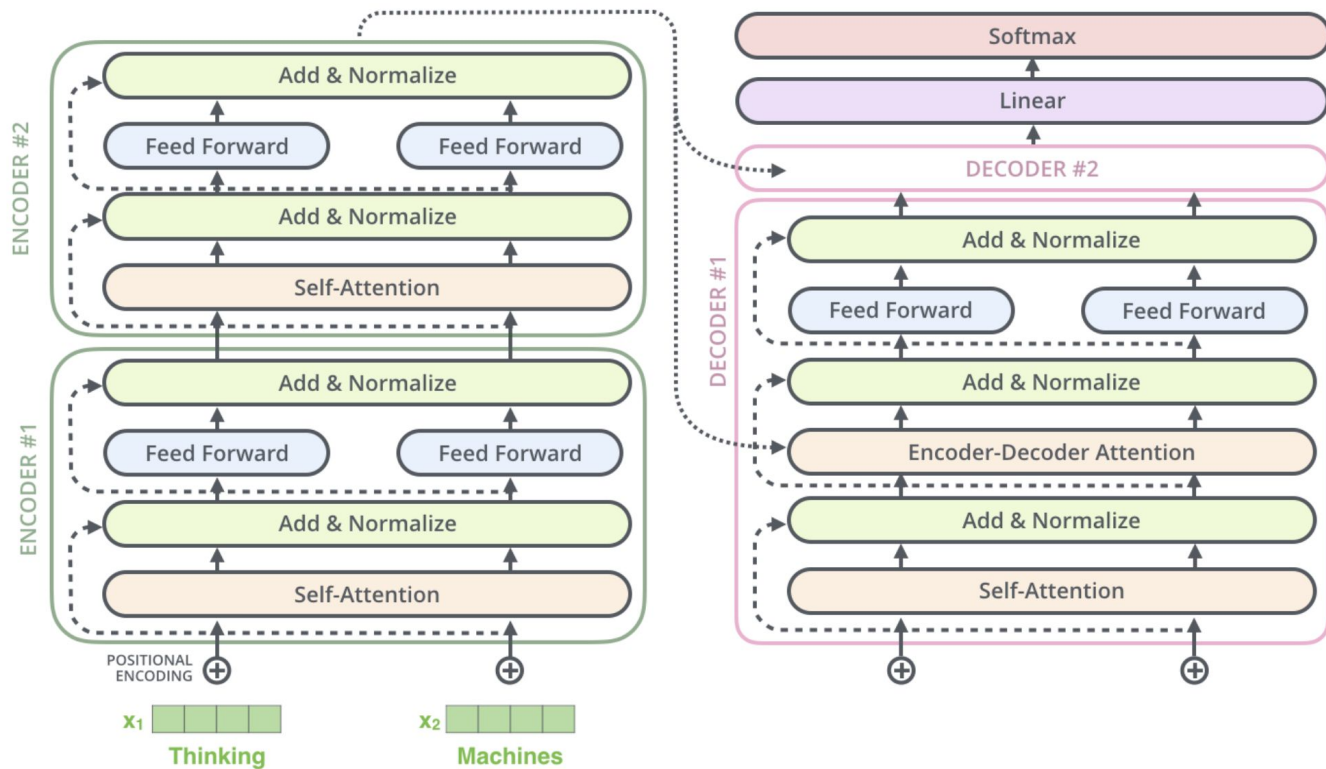 ENCODER #2
Add & Normalize
Feed Forward
Feed Forward
Add & Normalize
Self-Attention
ENCODER #1
Add & Normalize
Feed Forward
Feed Forward
Add & Normalize
Self-Attention
POSITIONAL
ENCODING
x1
x2
Thinking
Machines
Softmax
Linear
DECODER #2
DECODER #1
Add & Normalize
Feed Forward
Feed Forward
Add & Normalize
Encoder-Decoder Attention
Add & Normalize
Self-Attention